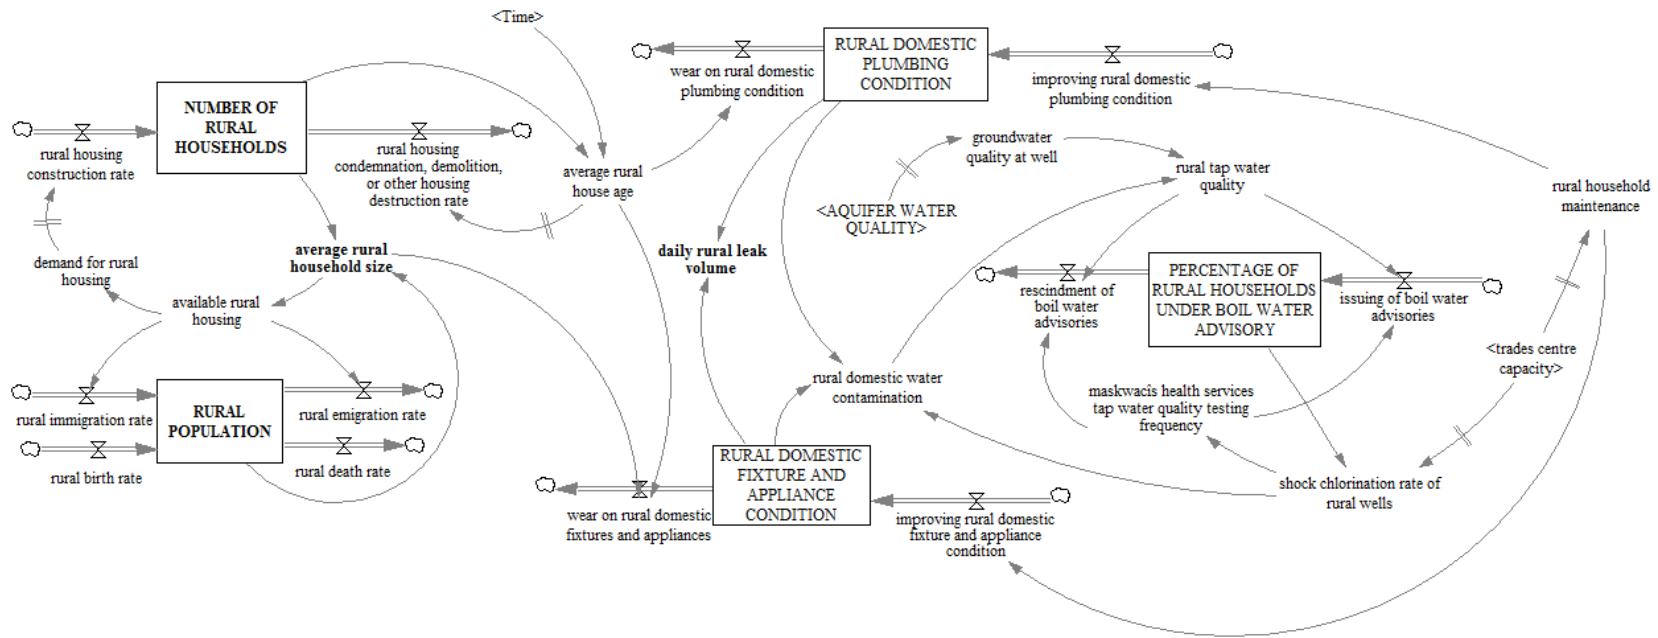 <Time>
RURAL DOMESTIC
PLUMBING
CONDITION
wear on rural domestic
plumbing condition
improving rural domestic
plumbing condition
NUMBER OF
RURAL
HOUSEHOLDS
rural housing
construction rate
rural housing
condemnation, demolition,
or other housing
destruction rate
average rural
house age
groundwater
quality at well
rural tap water
quality
rural household
maintenance
<AQUIFER WATER
QUALITY>
average rural
household size
daily rural leak
volume
demand for rural
housing
available rural
housing
PERCENTAGE OF
RURAL HOUSEHOLDS
UNDER BOIL WATER
ADVISORY
rescindment of
boil water
advisories
issuing of boil water
advisories
<trades centre
capacity>
rural domestic water
contamination
maskwacîs health services
tap water quality testing
frequency
RURAL
POPULATION
rural immigration rate
rural emigration rate
rural birth rate
rural death rate
RURAL DOMESTIC
FIXTURE AND
APPLIANCE
CONDITION
shock chlorination rate of
rural wells
wear on rural domestic
fixtures and appliances
improving rural domestic
fixture and appliance
condition